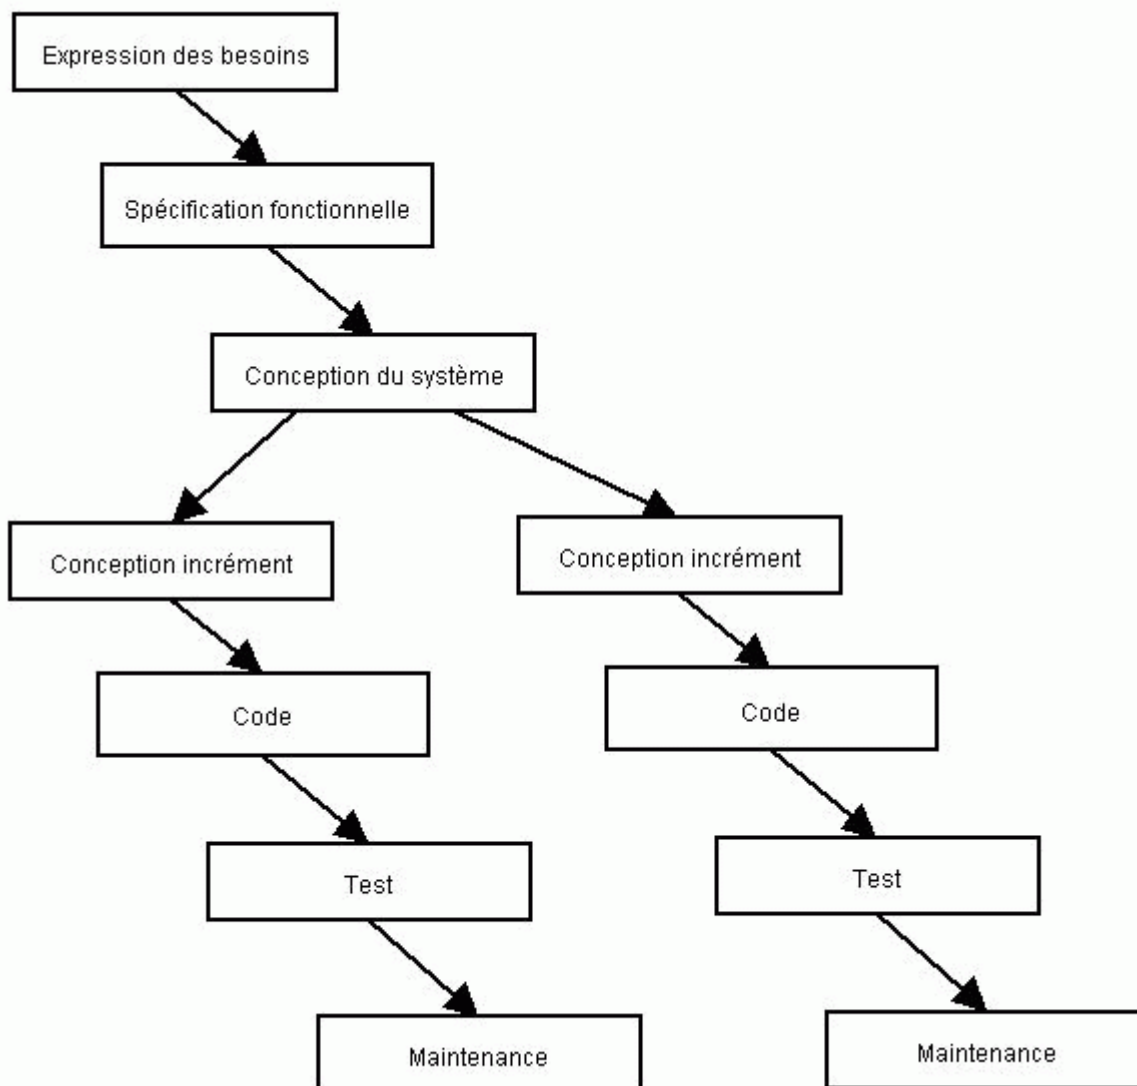 Expression des besoins
Spécification fonctionnelle
Conception du système
Conception incrément
Conception incrément
Code
Code
Test
Test
Maintenance
Maintenance